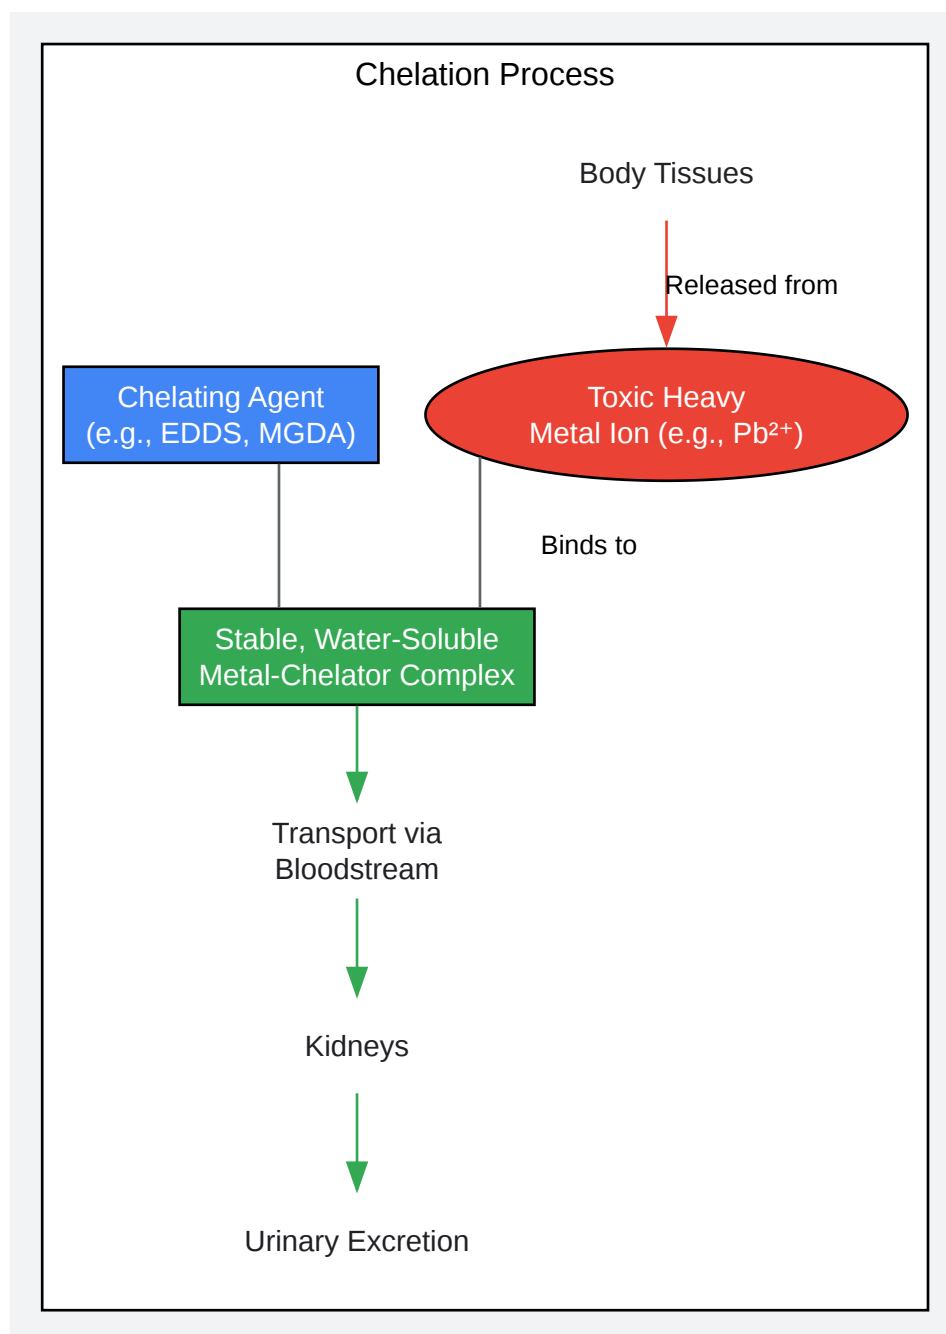 Chelation Process
Body Tissues
Released from
Chelating Agent
(e.g., EDDS, MGDA)
Toxic Heavy
Metal Ion (e.g., Pb²⁺)
Binds to
Stable, Water-Soluble
Metal-Chelator Complex
Transport via
Bloodstream
Kidneys
Urinary Excretion